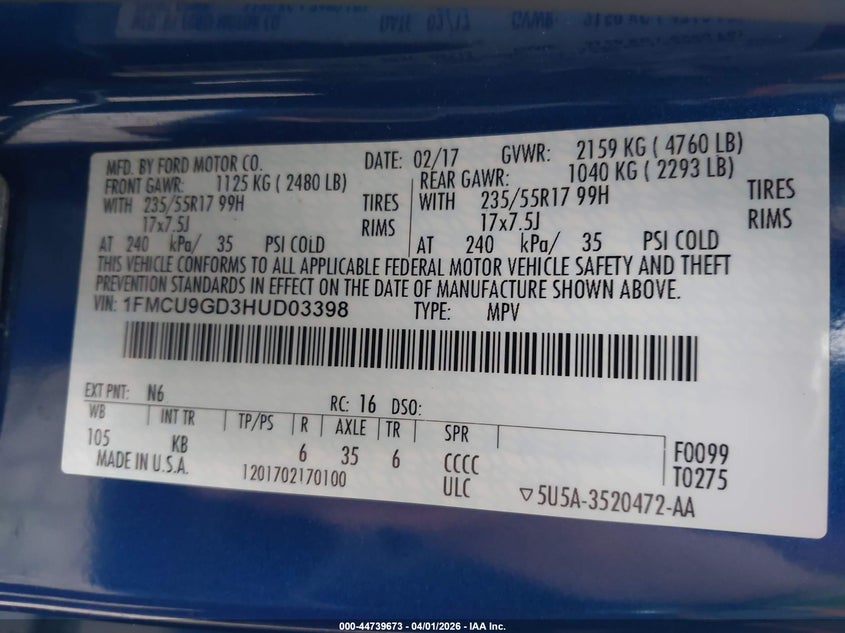 MFD. BY FORD MOTOR CO. DATE: 02/17 GVWR: 2159 KG ( 4760 LB)
FRONT GAWR: 1125 KG ( 2480 LB) REAR GAWR: 1040 KG ( 2293 LB)
WITH 235/55R17 99H TIRES WITH 235/55R17 99H TIRES
17x7.5J RIMS 17x7.5J RIMS
AT 240 kPa/ 35 PSI COLD AT 240 kPa/ 35 PSI COLD
THIS VEHICLE CONFORMS TO ALL APPLICABLE FEDERAL MOTOR VEHICLE SAFETY AND THEFT
PREVENTION STANDARDS IN EFFECT ON THE DATE OF MANUFACTURE SHOWN ABOVE.
VIN: 1FMCU9GD3HUD03398 TYPE: MPV
EXT PNT: N6 RC: 16 DSO:
WB INT TR TP/PS R AXLE TR SPR
105 KB 6 35 6 CCCC F0099
MADE IN U.S.A. 1201702170100 ULC T0275
▽5U5A-3520472-AA
000-44739673 - 04/01/2026 - IAA Inc.